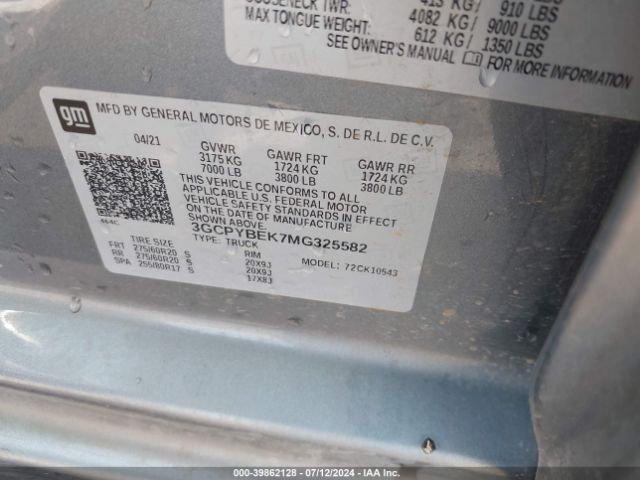 GOOSENECK TWR: 413 KG/ 910 LBS
4082 KG/ 9000 LBS
MAX TONGUE WEIGHT: 612 KG/ 1350 LBS
SEE OWNER'S MANUAL FOR MORE INFORMATION
gm
MFD BY GENERAL MOTORS DE MEXICO, S. DE R.L. DE C.V.
04/21 GVWR GAWR FRT GAWR RR
3175 KG 1724 KG 1724 KG
7000 LB 3800 LB 3800 LB
THIS VEHICLE CONFORMS TO ALL
APPLICABLE U.S. FEDERAL MOTOR
VEHICLE SAFETY STANDARDS IN EFFECT
ON THE DATE OF MANUFACTURE
3GCPYBEK7MG325582
TYPE: TRUCK
MODEL: 72CK10543
TIRE SIZE RIM
FRT 275/60R20 S 20X9J
RR 275/60R20 S 20X9J
SPA 255/80R17 S 17X8J
000-39862128 - 07/12/2024 - IAA Inc.